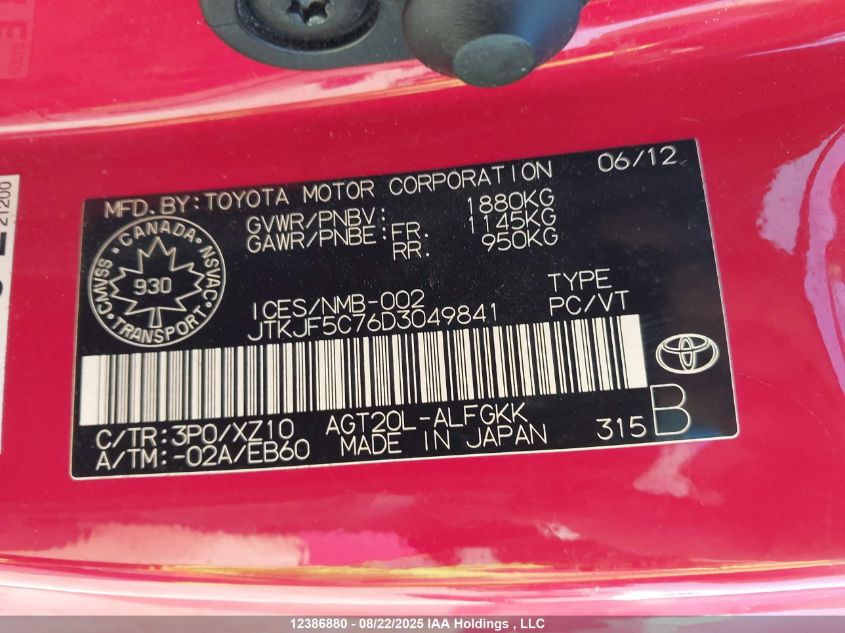 MFD. BY: TOYOTA MOTOR CORPORATION 06/12
GVWR/PNBV: 1880KG
GAWR/PNBE: FR. 1145KG
RR. 950KG
CANADA
CMVSS 930 NSVAC
TRANSPORT
ICES/NMB-002 TYPE
JTKJF5C76D3049841 PC/VT
C/TR:3P0/XZ10 AGT20L-ALFGKK
A/TM:-02A/EB60 MADE IN JAPAN 315B
21200
12386880 - 08/22/2025 IAA Holdings , LLC